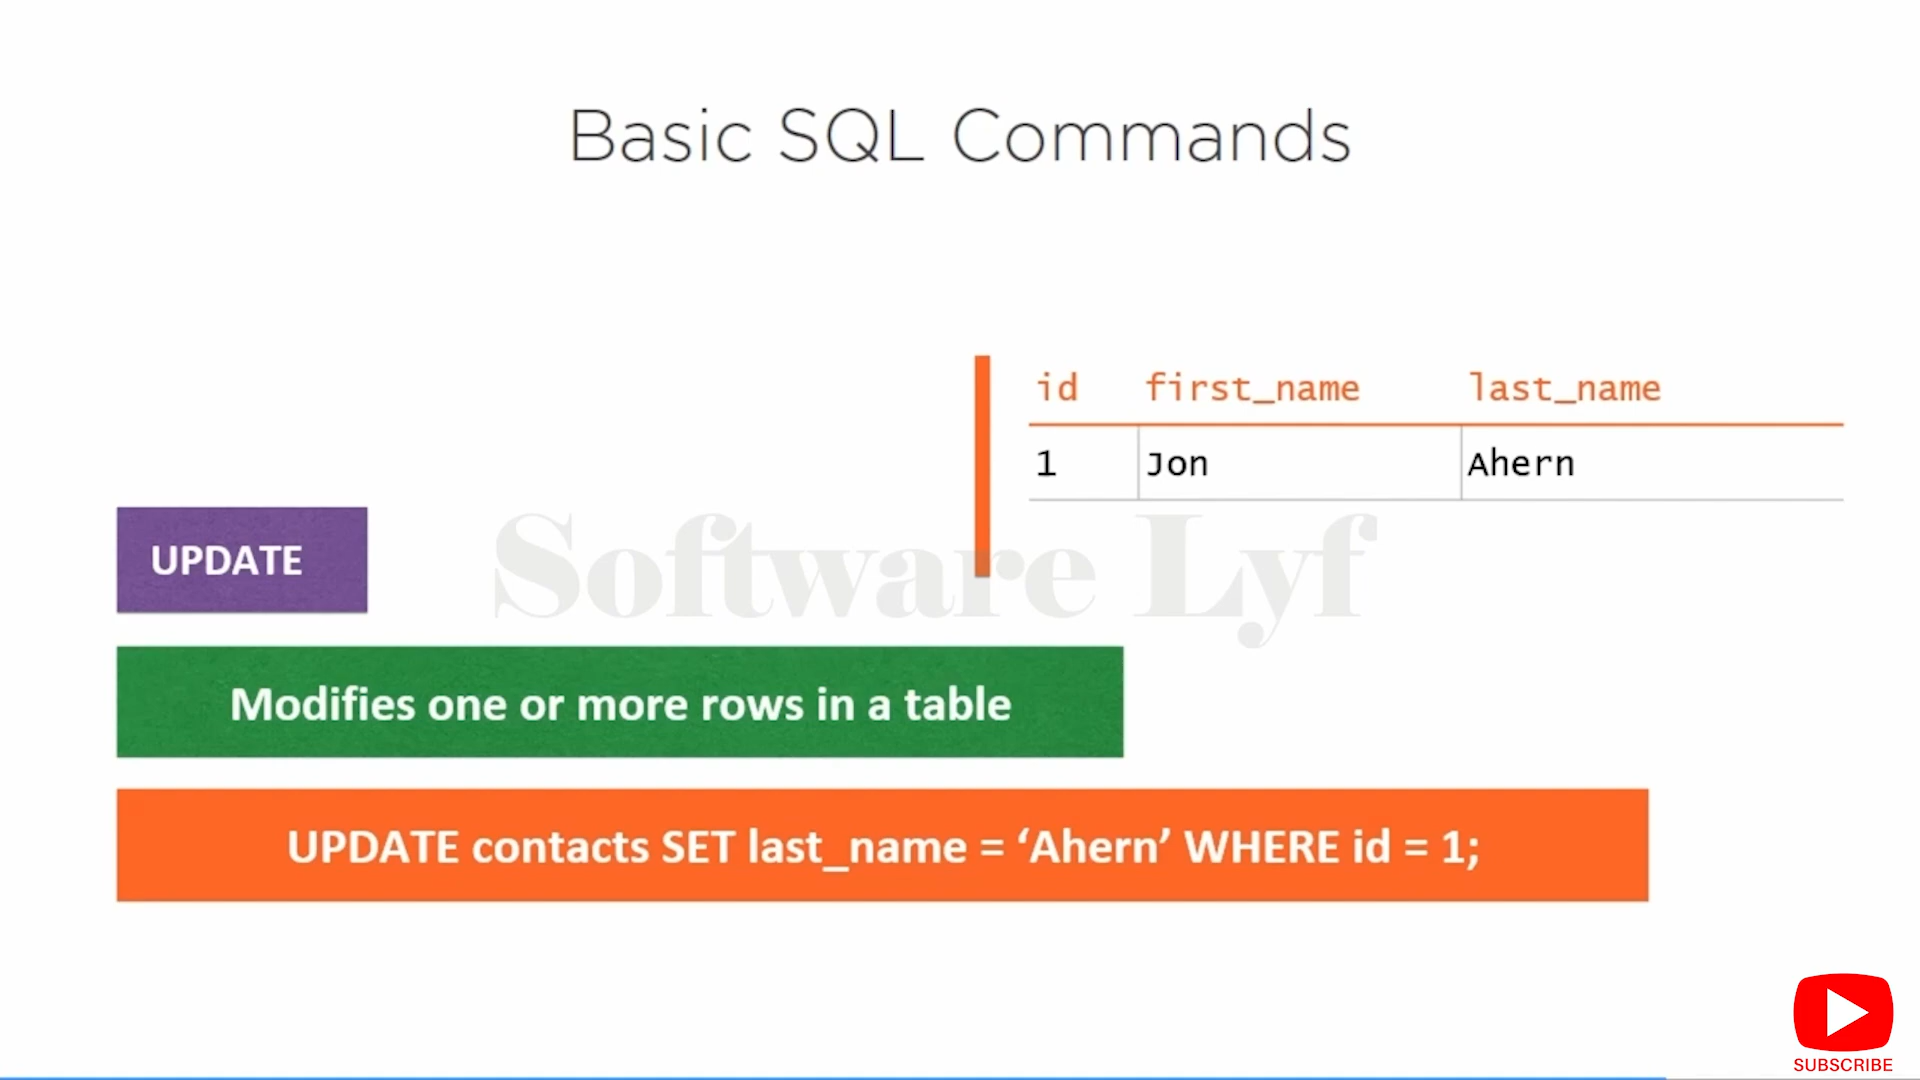 Basic SQL Commands
id first_name last_name
1 Jon Ahern
UPDATE
Software Lyf
Modifies one or more rows in a table
UPDATE contacts SET last_name = ‘Ahern’ WHERE id = 1;
SUBSCRIBE